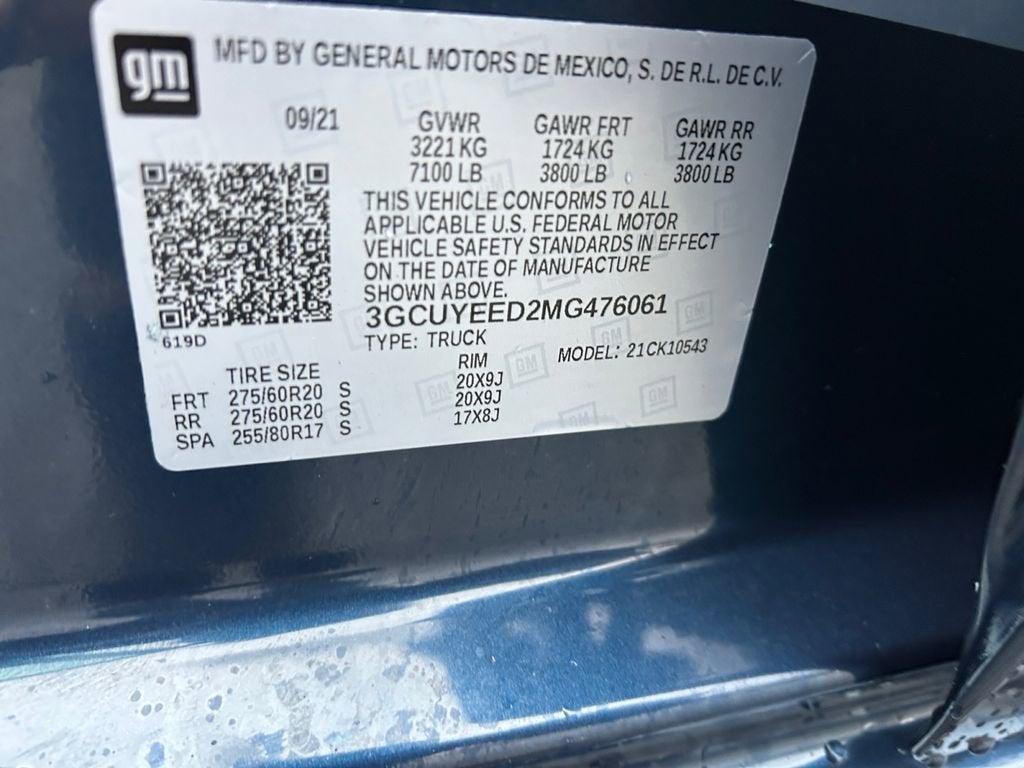 gm
MFD BY GENERAL MOTORS DE MEXICO, S. DE R.L. DE C.V.
09/21 GVWR GAWR FRT GAWR RR
3221 KG 1724 KG 1724 KG
7100 LB 3800 LB 3800 LB
THIS VEHICLE CONFORMS TO ALL
APPLICABLE U.S. FEDERAL MOTOR
VEHICLE SAFETY STANDARDS IN EFFECT
ON THE DATE OF MANUFACTURE
SHOWN ABOVE.
3GCUYEED2MG476061
619D
TYPE: TRUCK
MODEL: 21CK10543
TIRE SIZE RIM
FRT 275/60R20 S 20X9J
RR 275/60R20 S 20X9J
SPA 255/80R17 S 17X8J